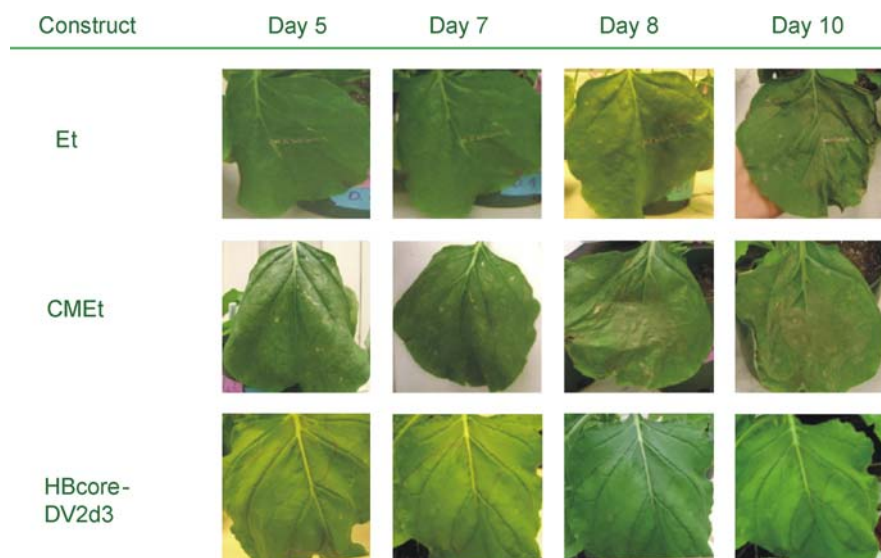 Construct Day 5 Day 7 Day 8 Day 10
Et
CMEt
HBcore-
DV2d3